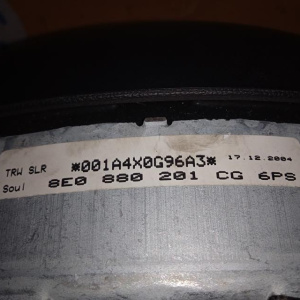 TRW SLR *001A4X0G96A3* 17.12.2004
Soul 8E0 880 201 CG 6PS